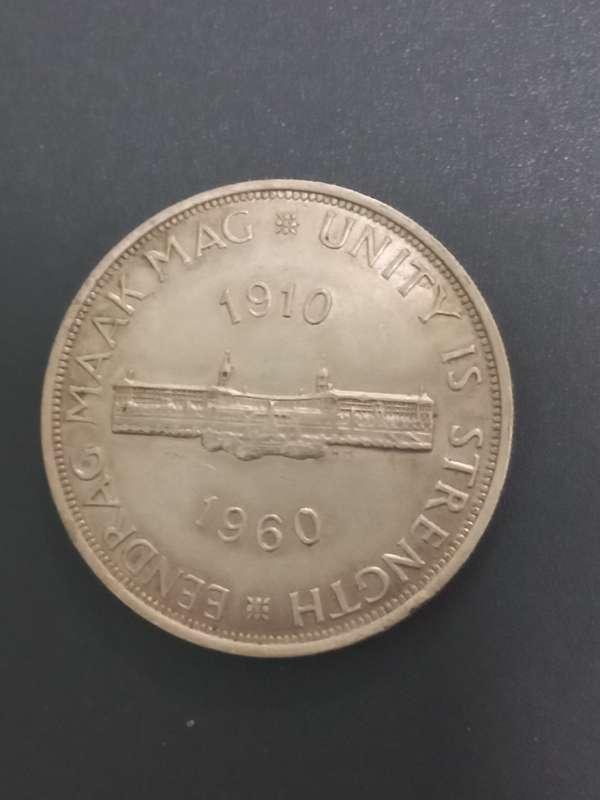 EENDRAG MAAK MAG * UNITY IS STRENGTH *
1910
1960